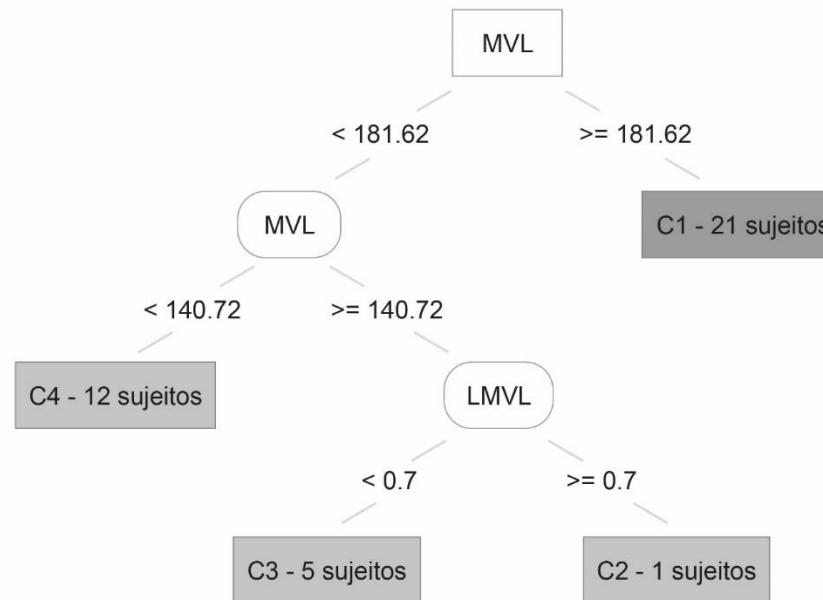 MVL
< 181.62
>= 181.62
MVL
C1 - 21 sujeitos
< 140.72
>= 140.72
C4 - 12 sujeitos
LMVL
< 0.7
>= 0.7
C3 - 5 sujeitos
C2 - 1 sujeitos